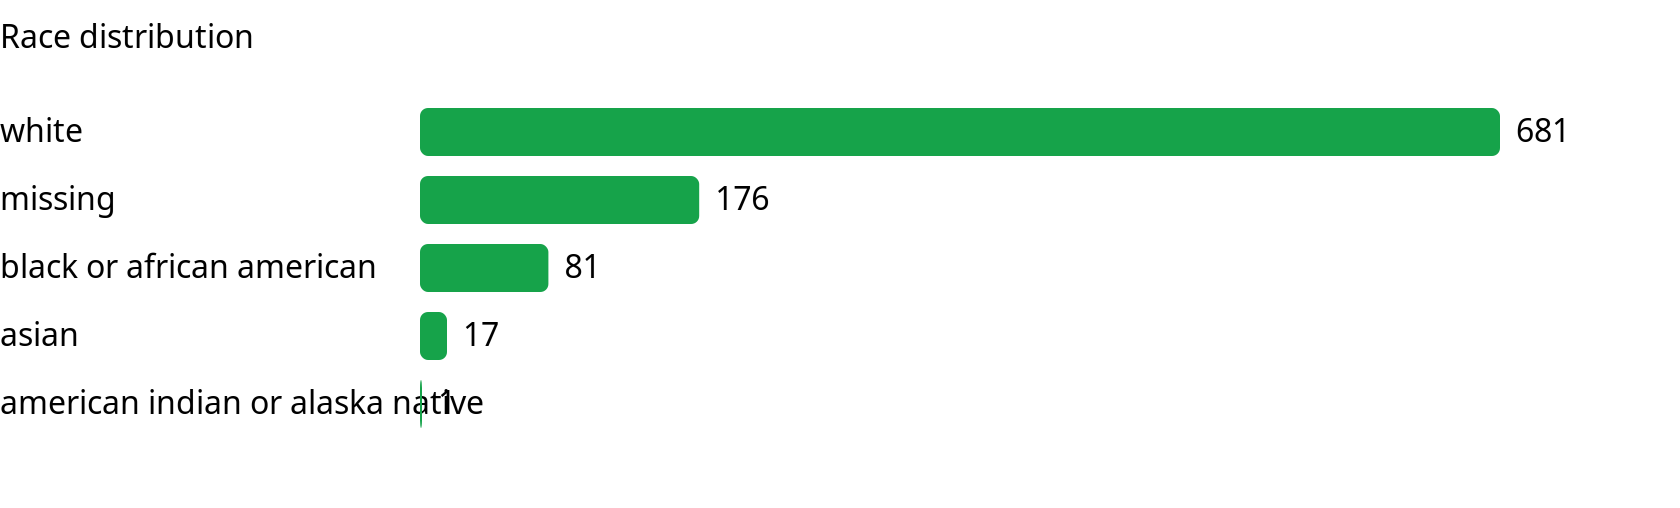 Race distribution
white 681
missing 176
black or african american 81
asian 17
american indian or alaska native 1